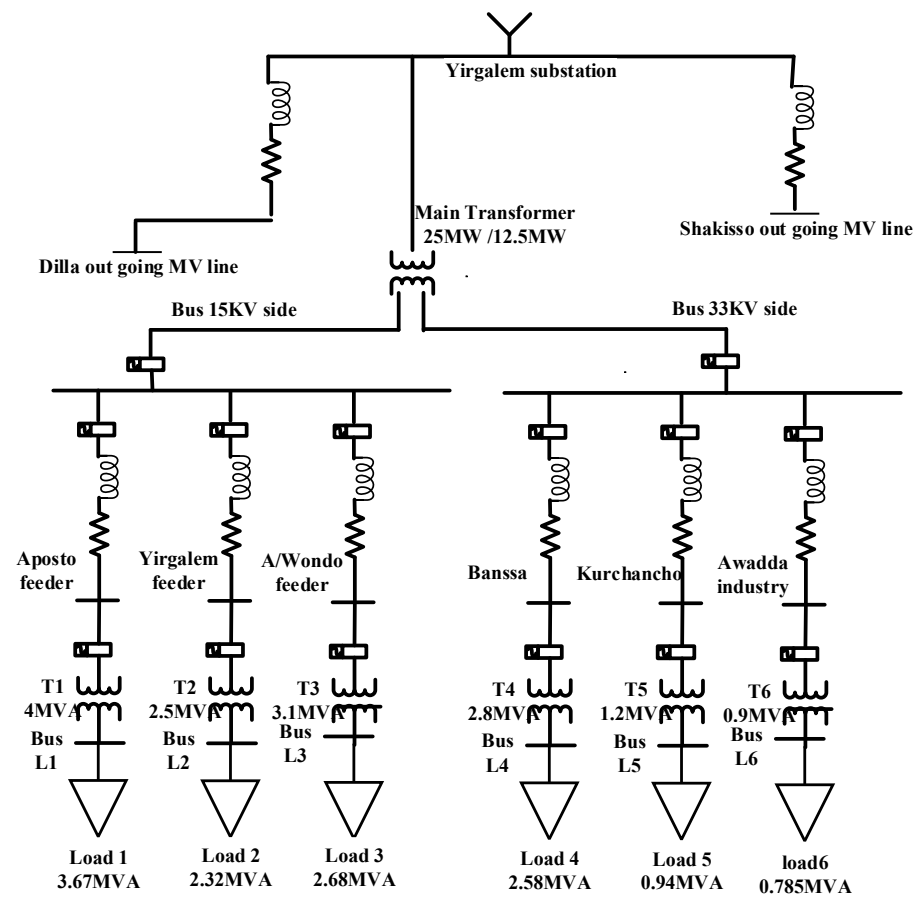 Yirgalem substation
Main Transformer
25MW /12.5MW
Shakisso out going MV line
Dilla out going MV line
Bus 15KV side
Bus 33KV side
Aposto
feeder
Yirgalem
feeder
A/Wondo
feeder
Banssa
Kurchancho
Awadda
industry
T1
4MVA
T2
2.5MVA
T3
3.1MVA
T4
2.8MVA
T5
1.2MVA
T6
0.9MVA
Bus
L1
Bus
L2
Bus
L3
Bus
L4
Bus
L5
Bus
L6
Load 1
3.67MVA
Load 2
2.32MVA
Load 3
2.68MVA
Load 4
2.58MVA
Load 5
0.94MVA
load6
0.785MVA